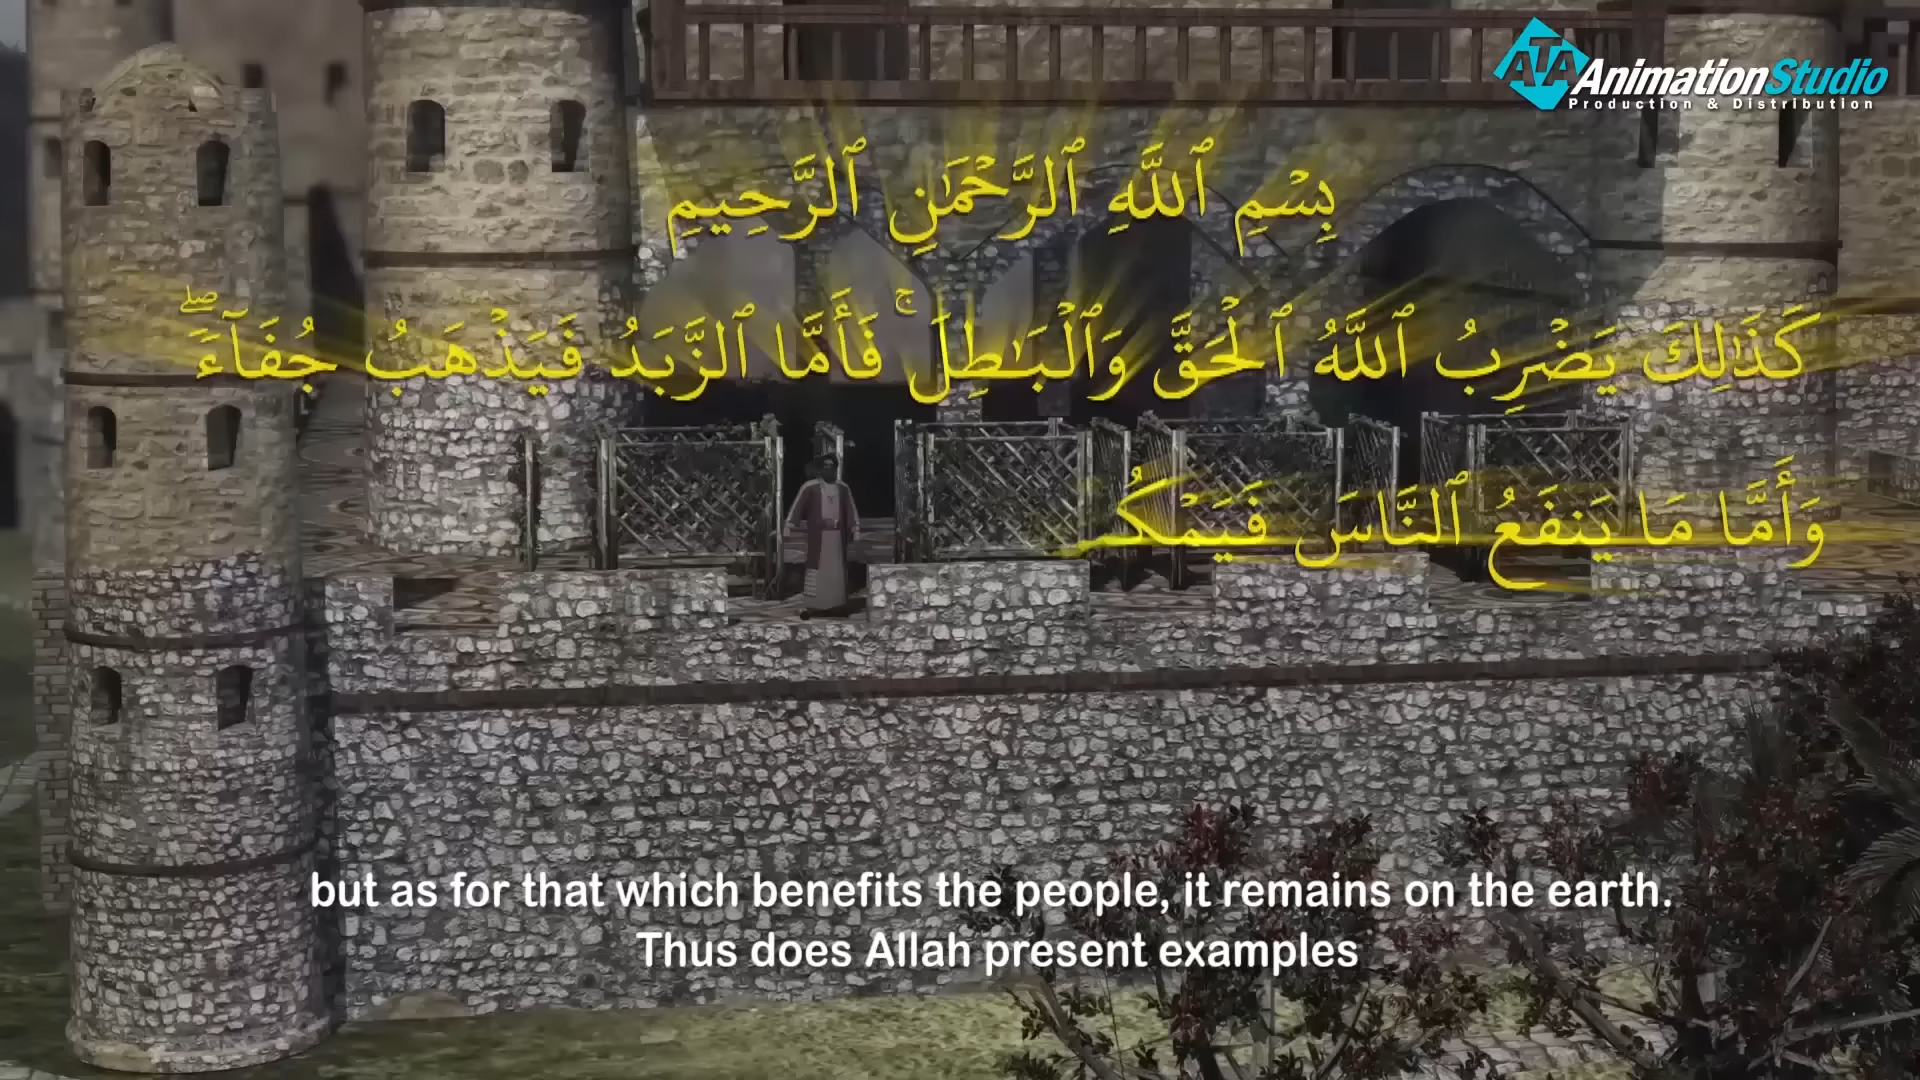 ATA AnimationStudio
Production & Distribution
بِسْمِ ٱللَّهِ ٱلرَّحْمَٰنِ ٱلرَّحِيمِ
كَذَٰلِكَ يَضْرِبُ ٱللَّهُ ٱلْحَقَّ وَٱلْبَـٰطِلَ ۚ فَأَمَّا ٱلزَّبَدُ فَيَذْهَبُ جُفَآءً ۖ
وَأَمَّا مَا يَنفَعُ ٱلنَّاسَ
but as for that which benefits the people, it remains on the earth.
Thus does Allah present examples